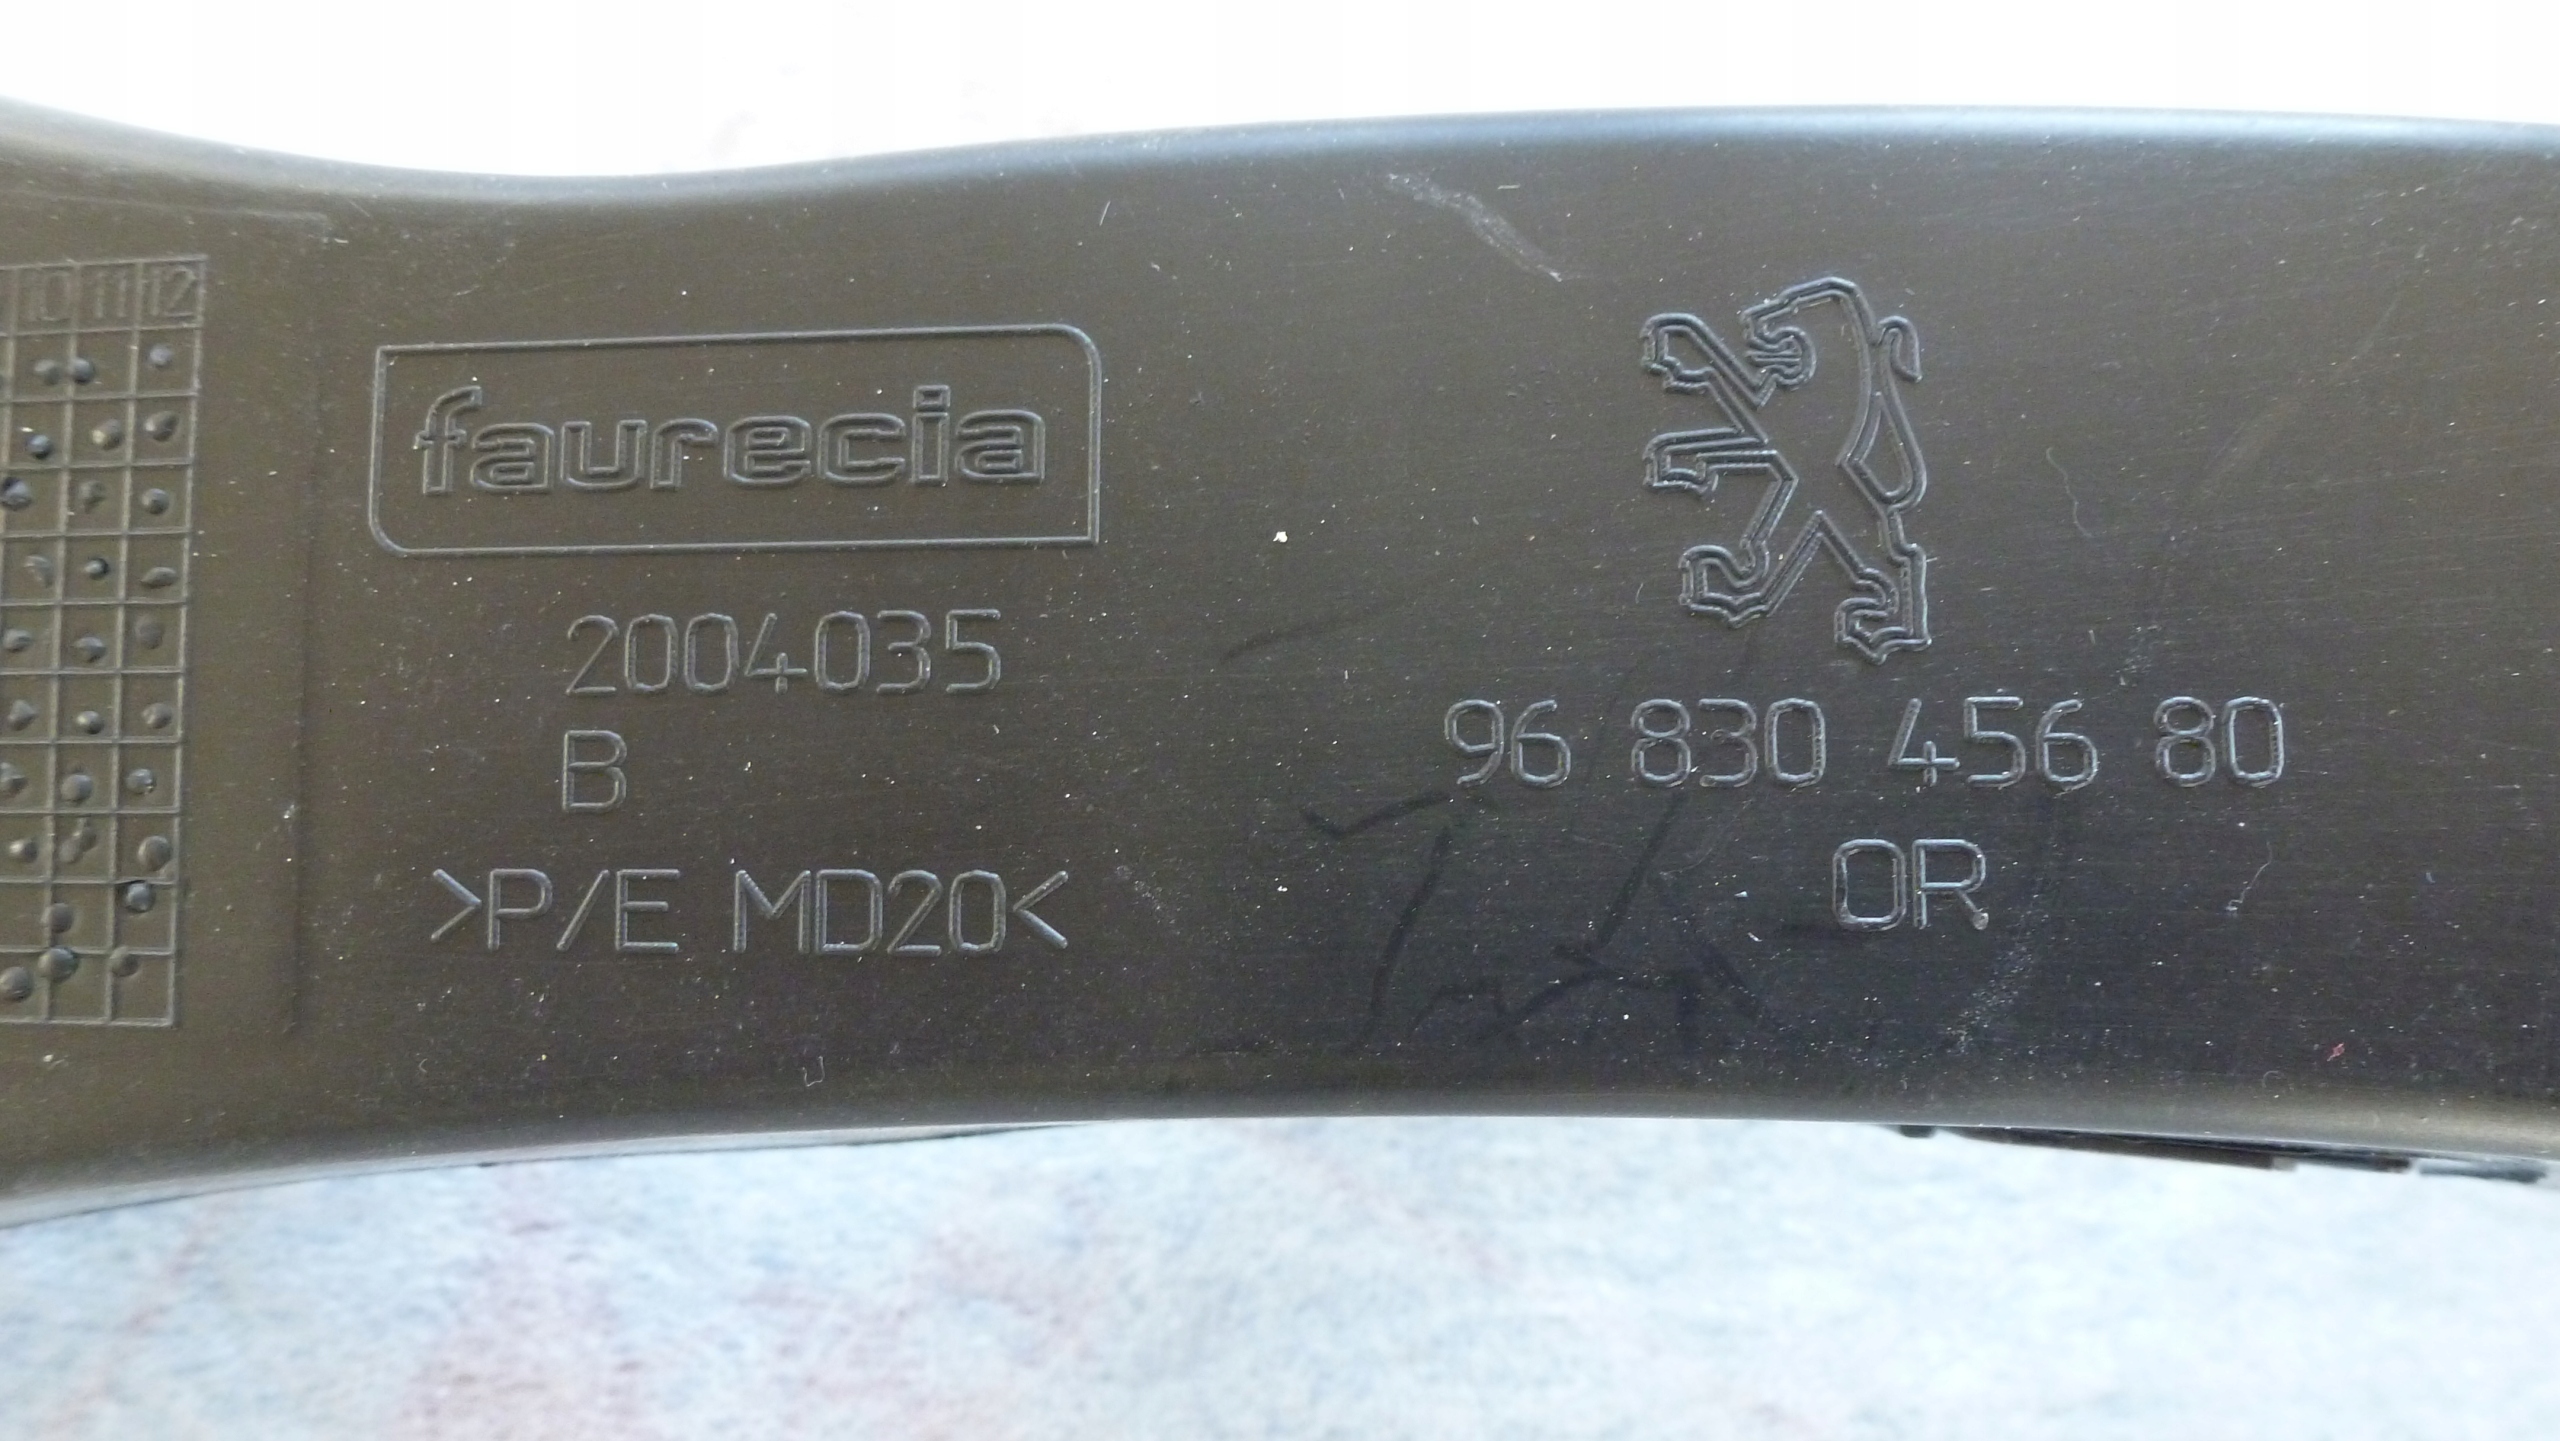 10 11 12
faurecia
2004035
B
>P/E MD20<
96 830 456 80
OR